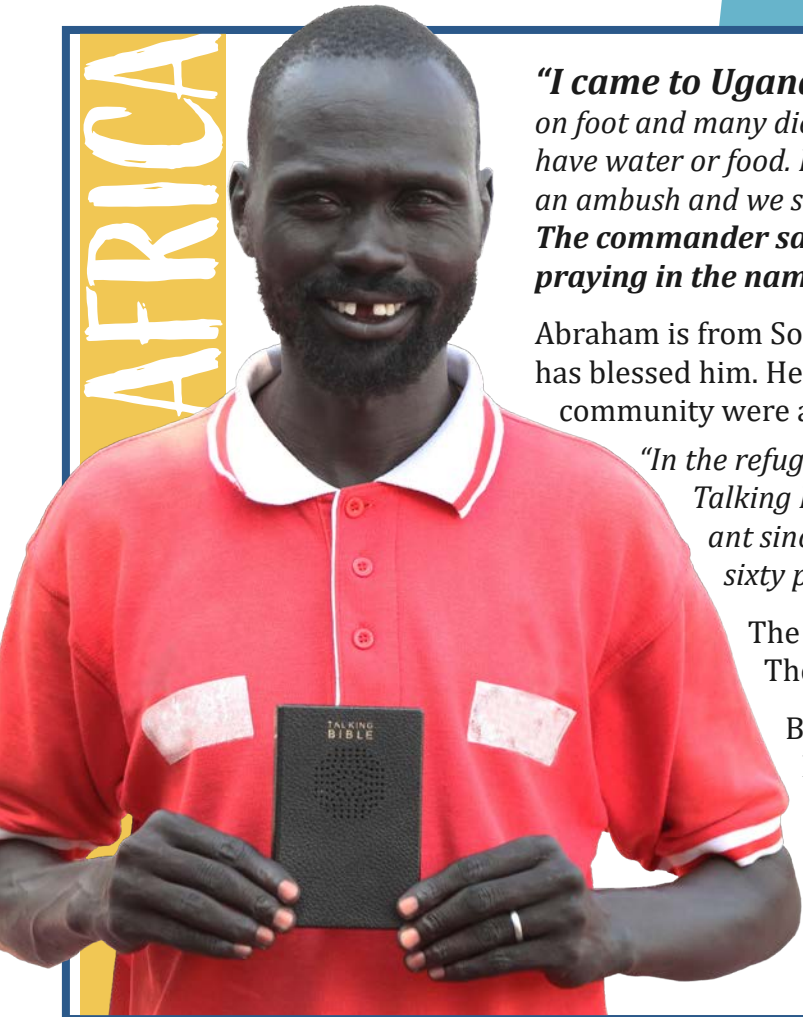 AFRICA
“I came to Ugan
on foot and many di
have water or food.
an ambush and we s
The commander sa
praying in the nam
Abraham is from So
has blessed him. He
community were a
“In the refug
Talking
ant sinc
sixty p
The
The
B
TALKING
BIBLE